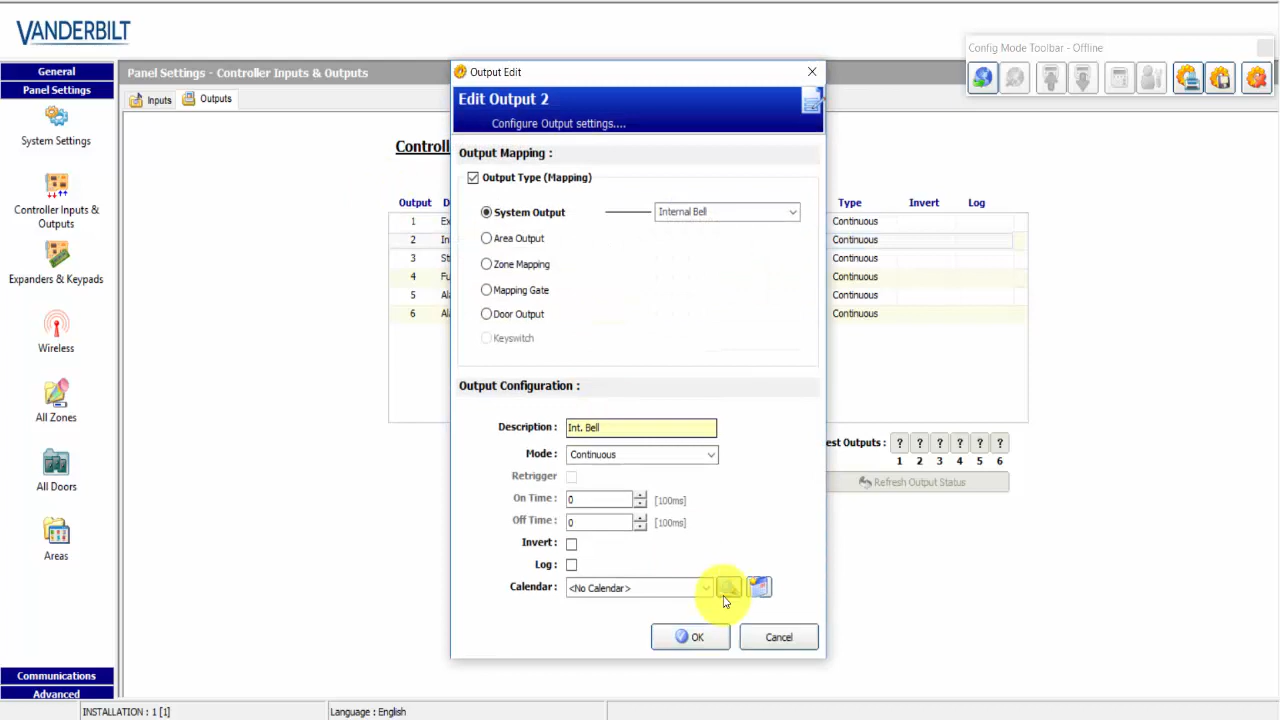 VANDERBILT
Config Mode Toolbar - Offline
General
Panel Settings
System Settings
Controller Inputs &
Outputs
Expanders & Keypads
Wireless
All Zones
All Doors
Areas
Communications
Advanced
Panel Settings - Controller Inputs & Outputs
Inputs
Outputs
Output Type Invert Log
1 Continuous
2 Continuous
3 Continuous
4 Continuous
5 Continuous
6 Continuous
Output Edit
Edit Output 2
Configure Output settings....
Output Mapping :
Output Type (Mapping)
System Output Internal Bell
Area Output
Zone Mapping
Mapping Gate
Door Output
Keyswitch
Output Configuration :
Description : Int. Bell
Mode : Continuous
Retrigger
On Time : 0 [100ms]
Off Time : 0 [100ms]
Invert :
Log :
Calendar : <No Calendar>
OK Cancel
Outputs : ? ? ? ? ? ?
1 2 3 4 5 6
Refresh Output Status
INSTALLATION : 1 [1] Language : English